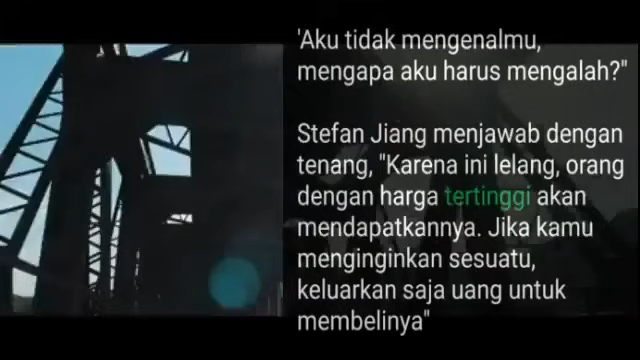 'Aku tidak mengenalmu,
mengapa aku harus mengalah?"
Stefan Jiang menjawab dengan
tenang, "Karena ini lelang, orang
dengan harga tertinggi akan
mendapatkannya. Jika kamu
menginginkan sesuatu,
keluarkan saja uang untuk
membelinya"